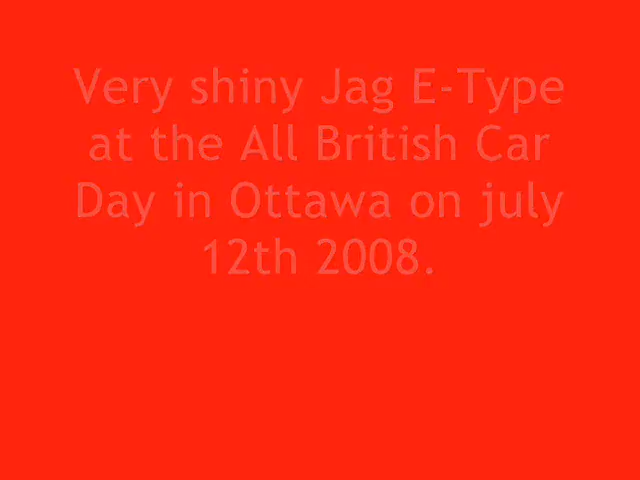 Very shiny Jag E-Type
at the All British Car
Day in Ottawa on july
12th 2008.